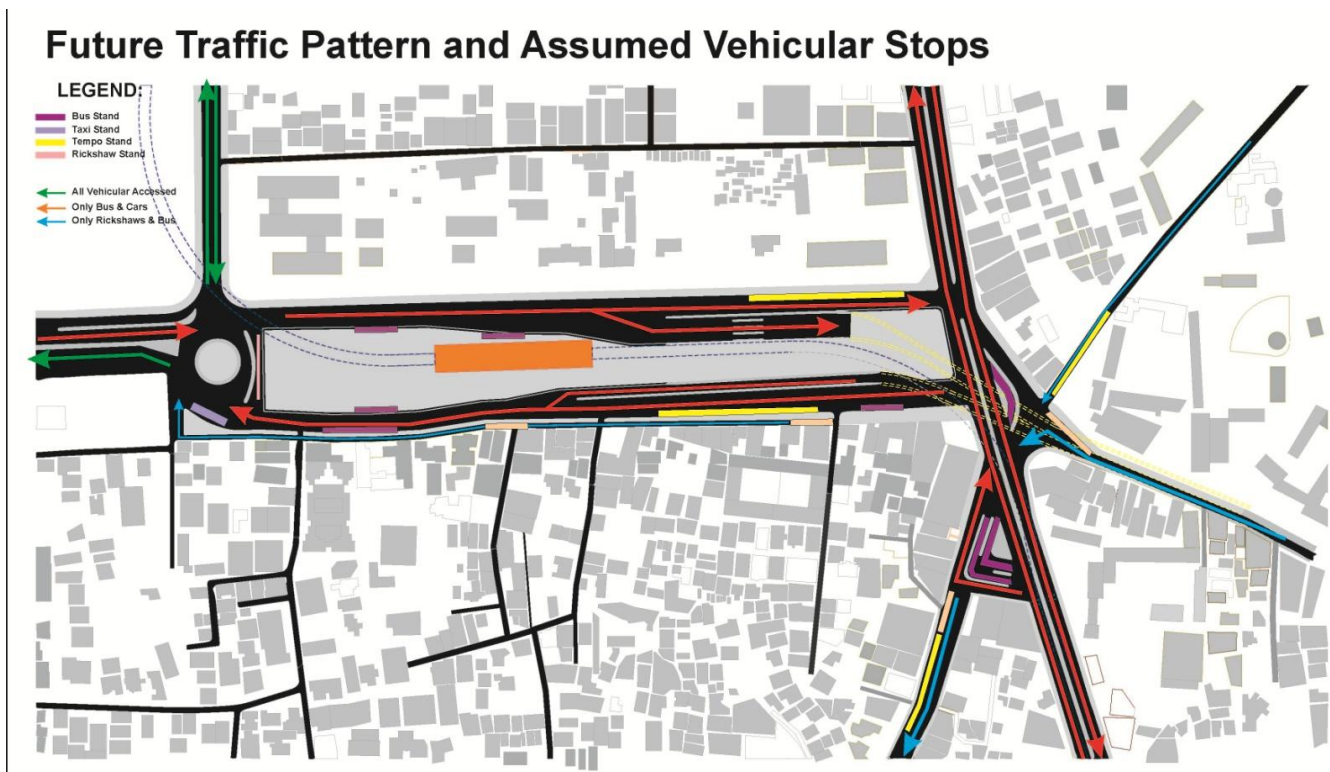 Future Traffic Pattern and Assumed Vehicular Stops
LEGEND:
Bus Stand
Taxi Stand
Tempo Stand
Rickshaw Stand
All Vehicular Accessed
Only Bus & Cars
Only Rickshaws & Bus